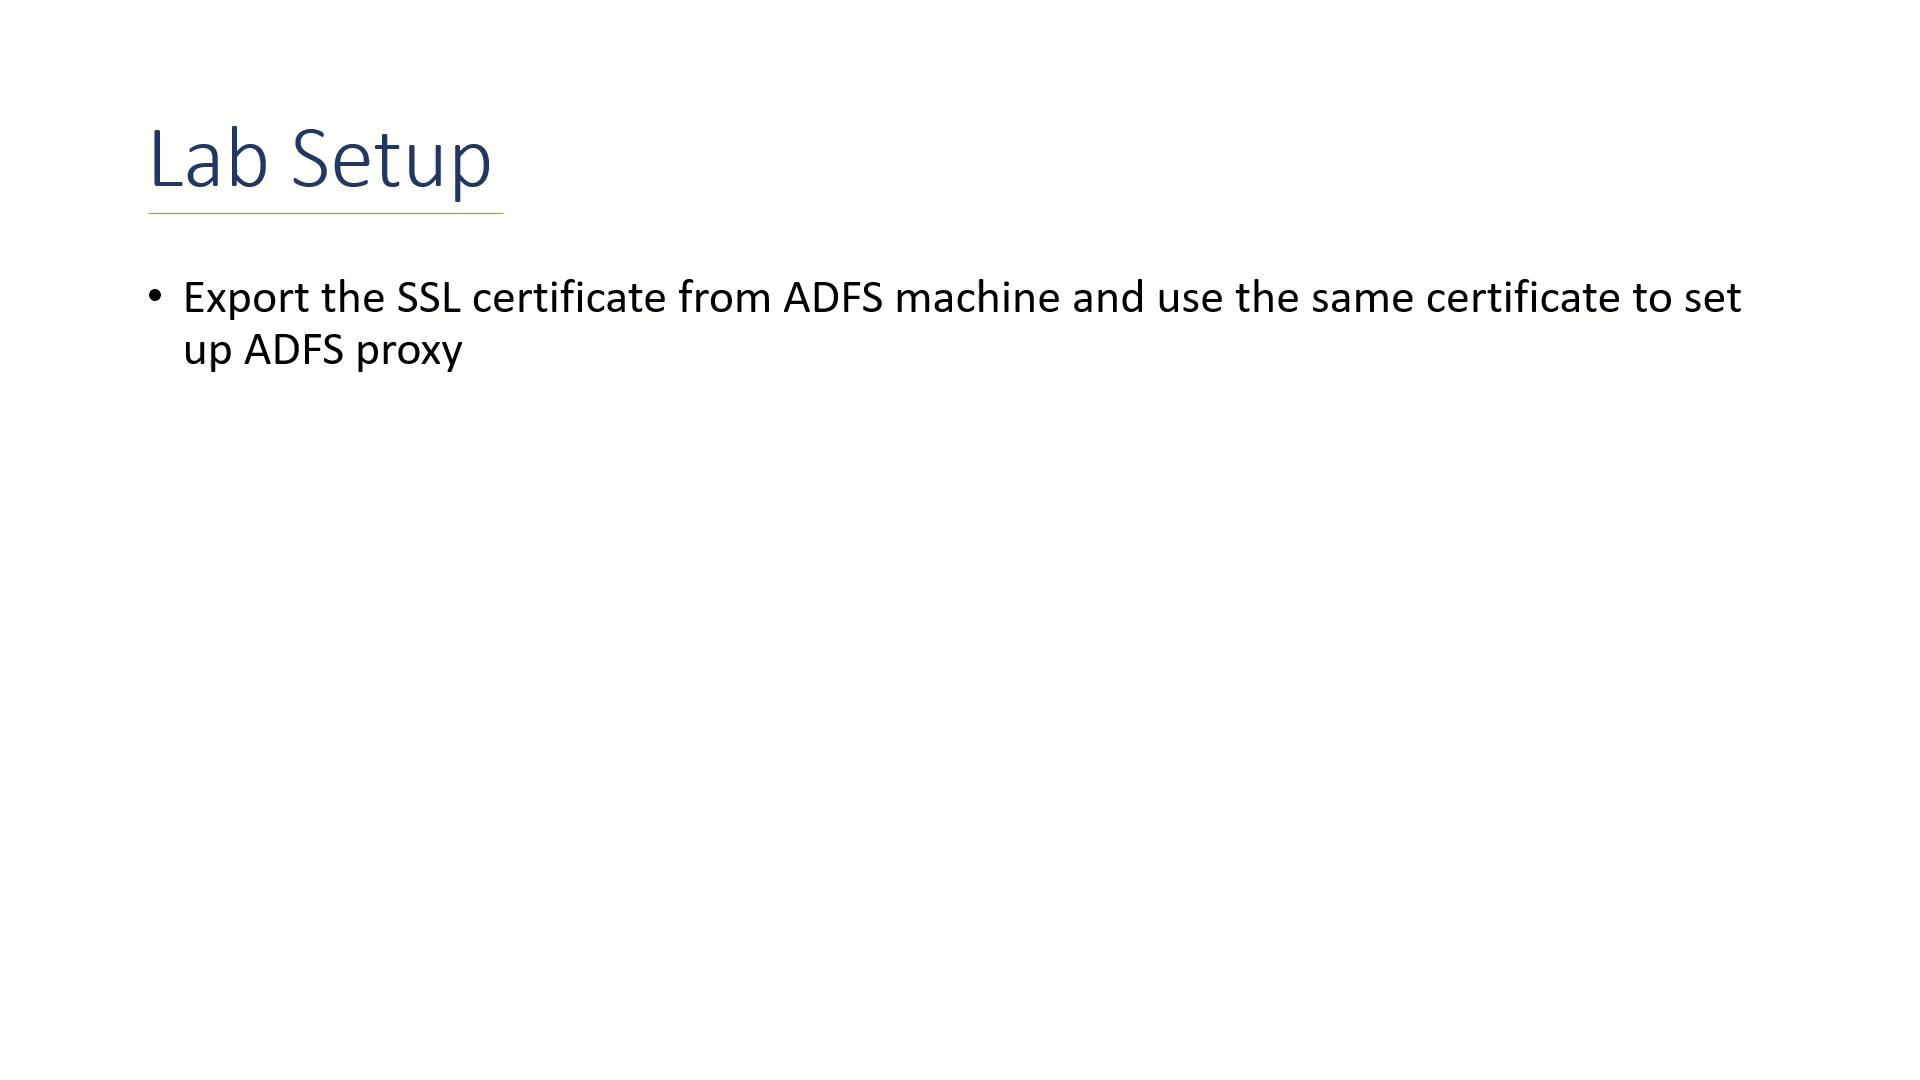 Lab Setup
• Export the SSL certificate from ADFS machine and use the same certificate to set
up ADFS proxy